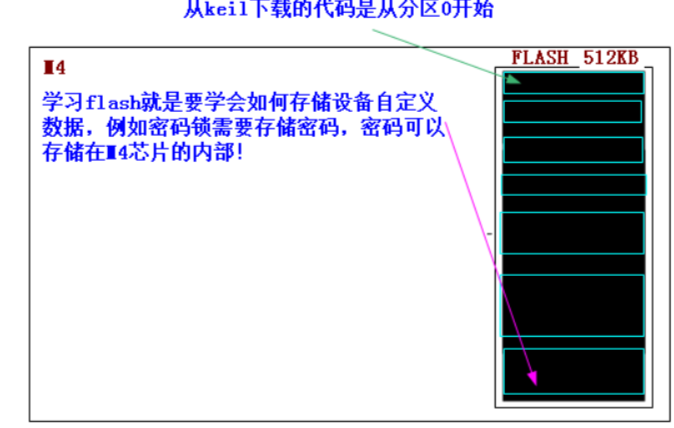 从keil下载的代码是从分区0开始
M4
FLASH 512KB
学习flash就是要学会如何存储设备自定义
数据，例如密码锁需要存储密码，密码可以
存储在M4芯片的内部！